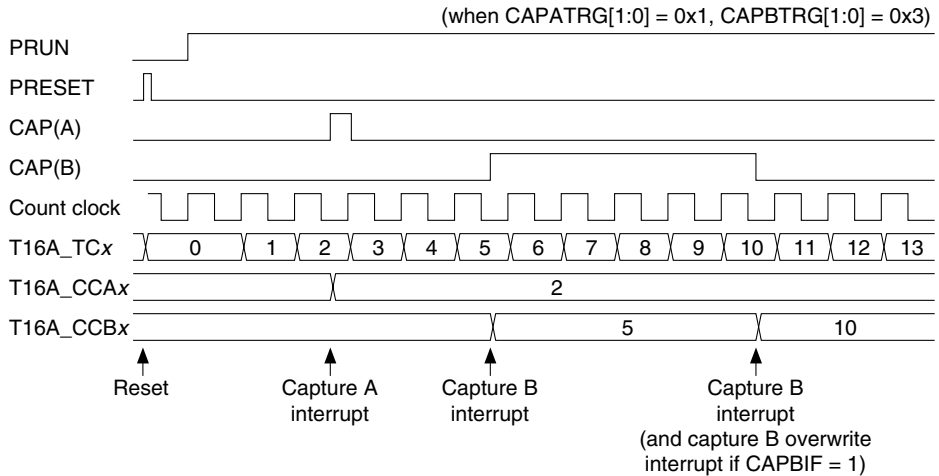 (when CAPATRG[1:0] = 0x1, CAPBTRG[1:0] = 0x3)
PRUN
PRESET
CAP(A)
CAP(B)
Count clock
T16A_TCx 0 1 2 3 4 5 6 7 8 9 10 11 12 13
T16A_CCAx 2
T16A_CCBx 5 10
Reset Capture A Capture B Capture B
interrupt interrupt interrupt
(and capture B overwrite
interrupt if CAPBIF = 1)